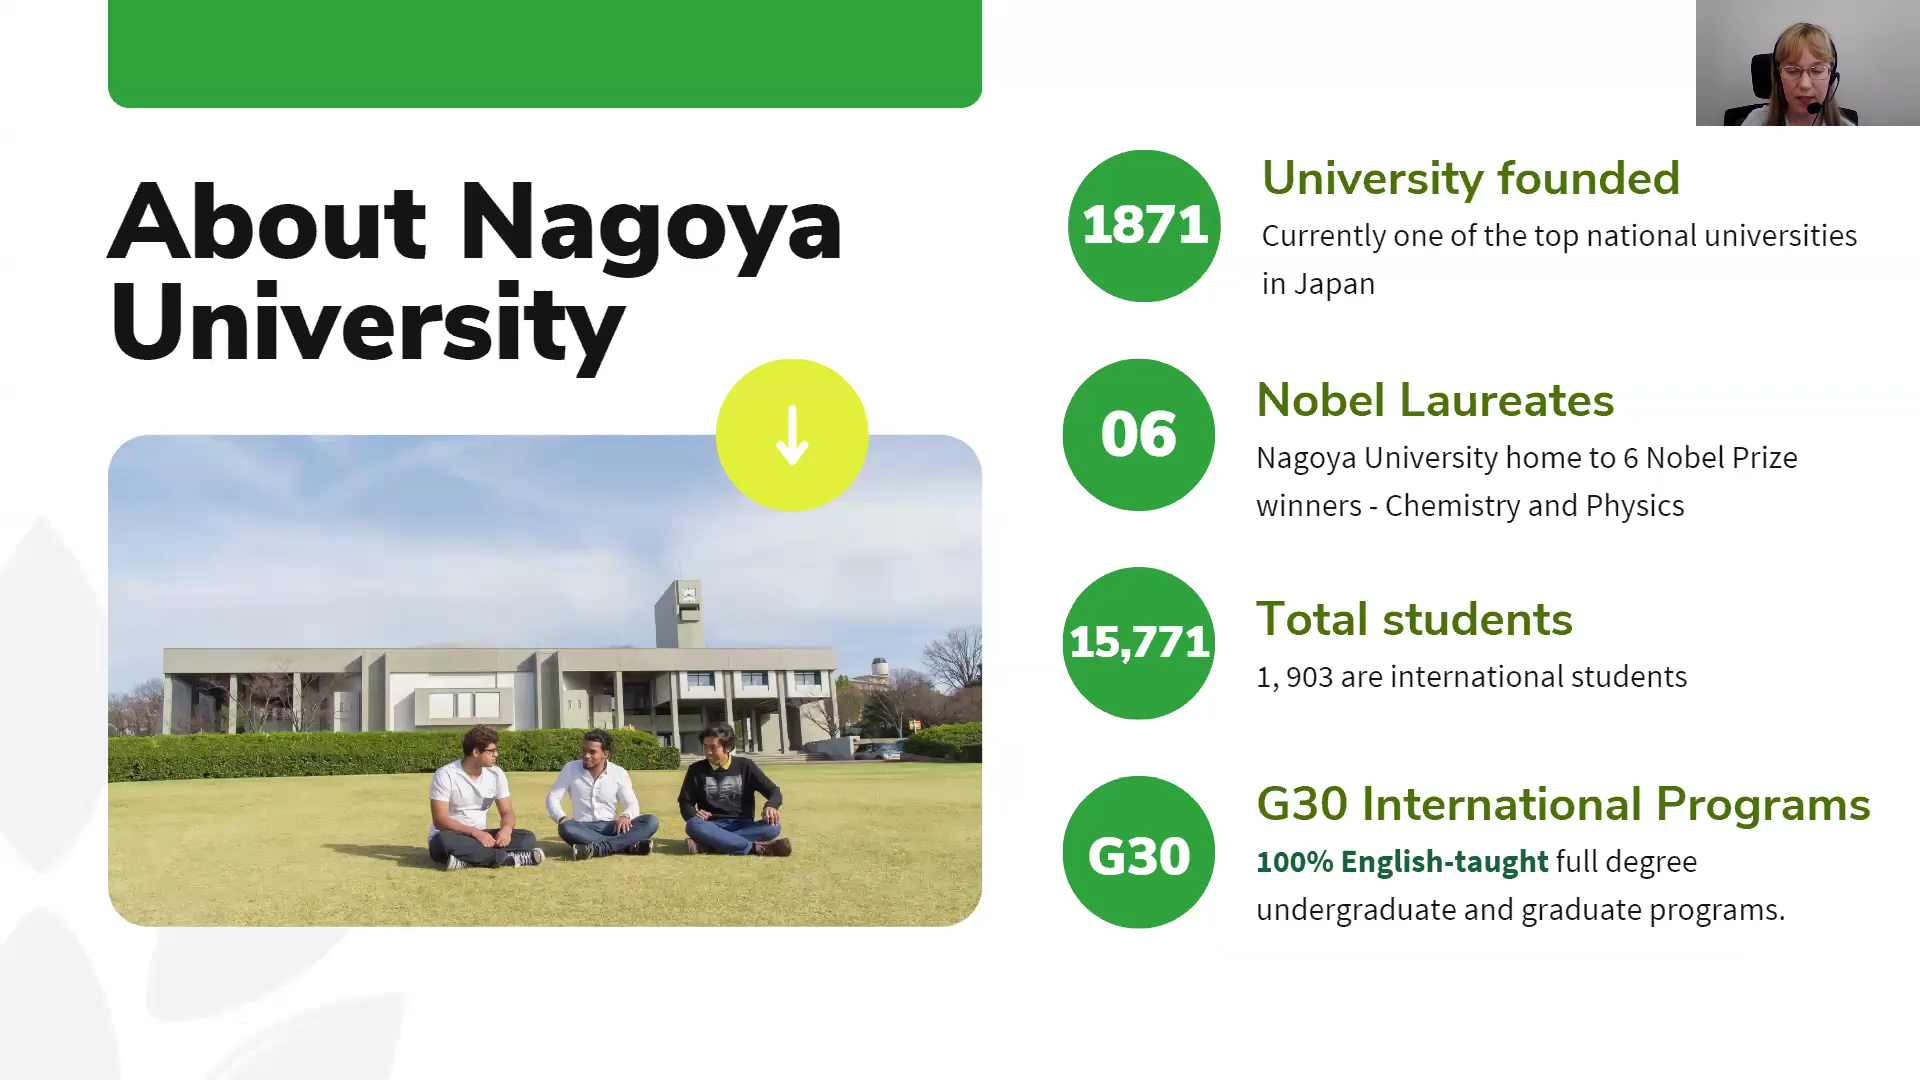 About Nagoya
University
1871
University founded
Currently one of the top national universities
in Japan
06
Nobel Laureates
Nagoya University home to 6 Nobel Prize
winners - Chemistry and Physics
15,771
Total students
1, 903 are international students
G30
G30 International Programs
100% English-taught full degree
undergraduate and graduate programs.